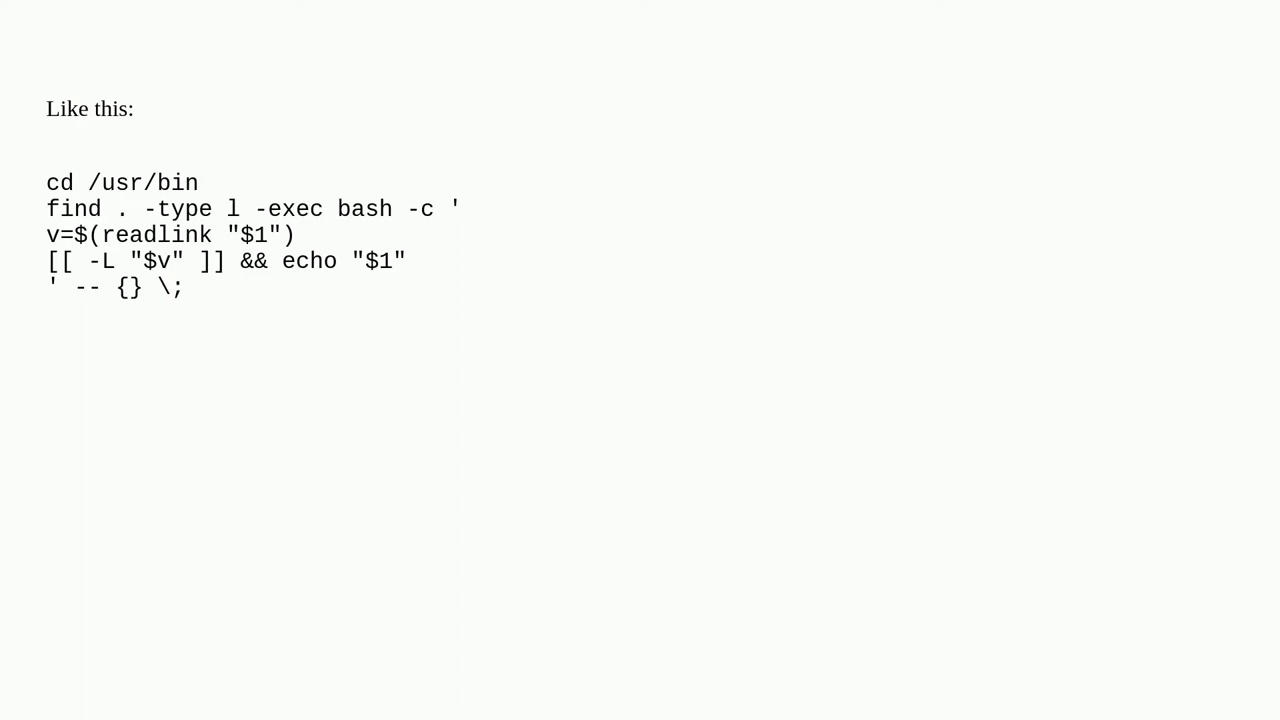 Like this:
cd /usr/bin
find . -type l -exec bash -c '
v=$(readlink "$1")
[[ -L "$v" ]] && echo "$1"
' -- {} \;